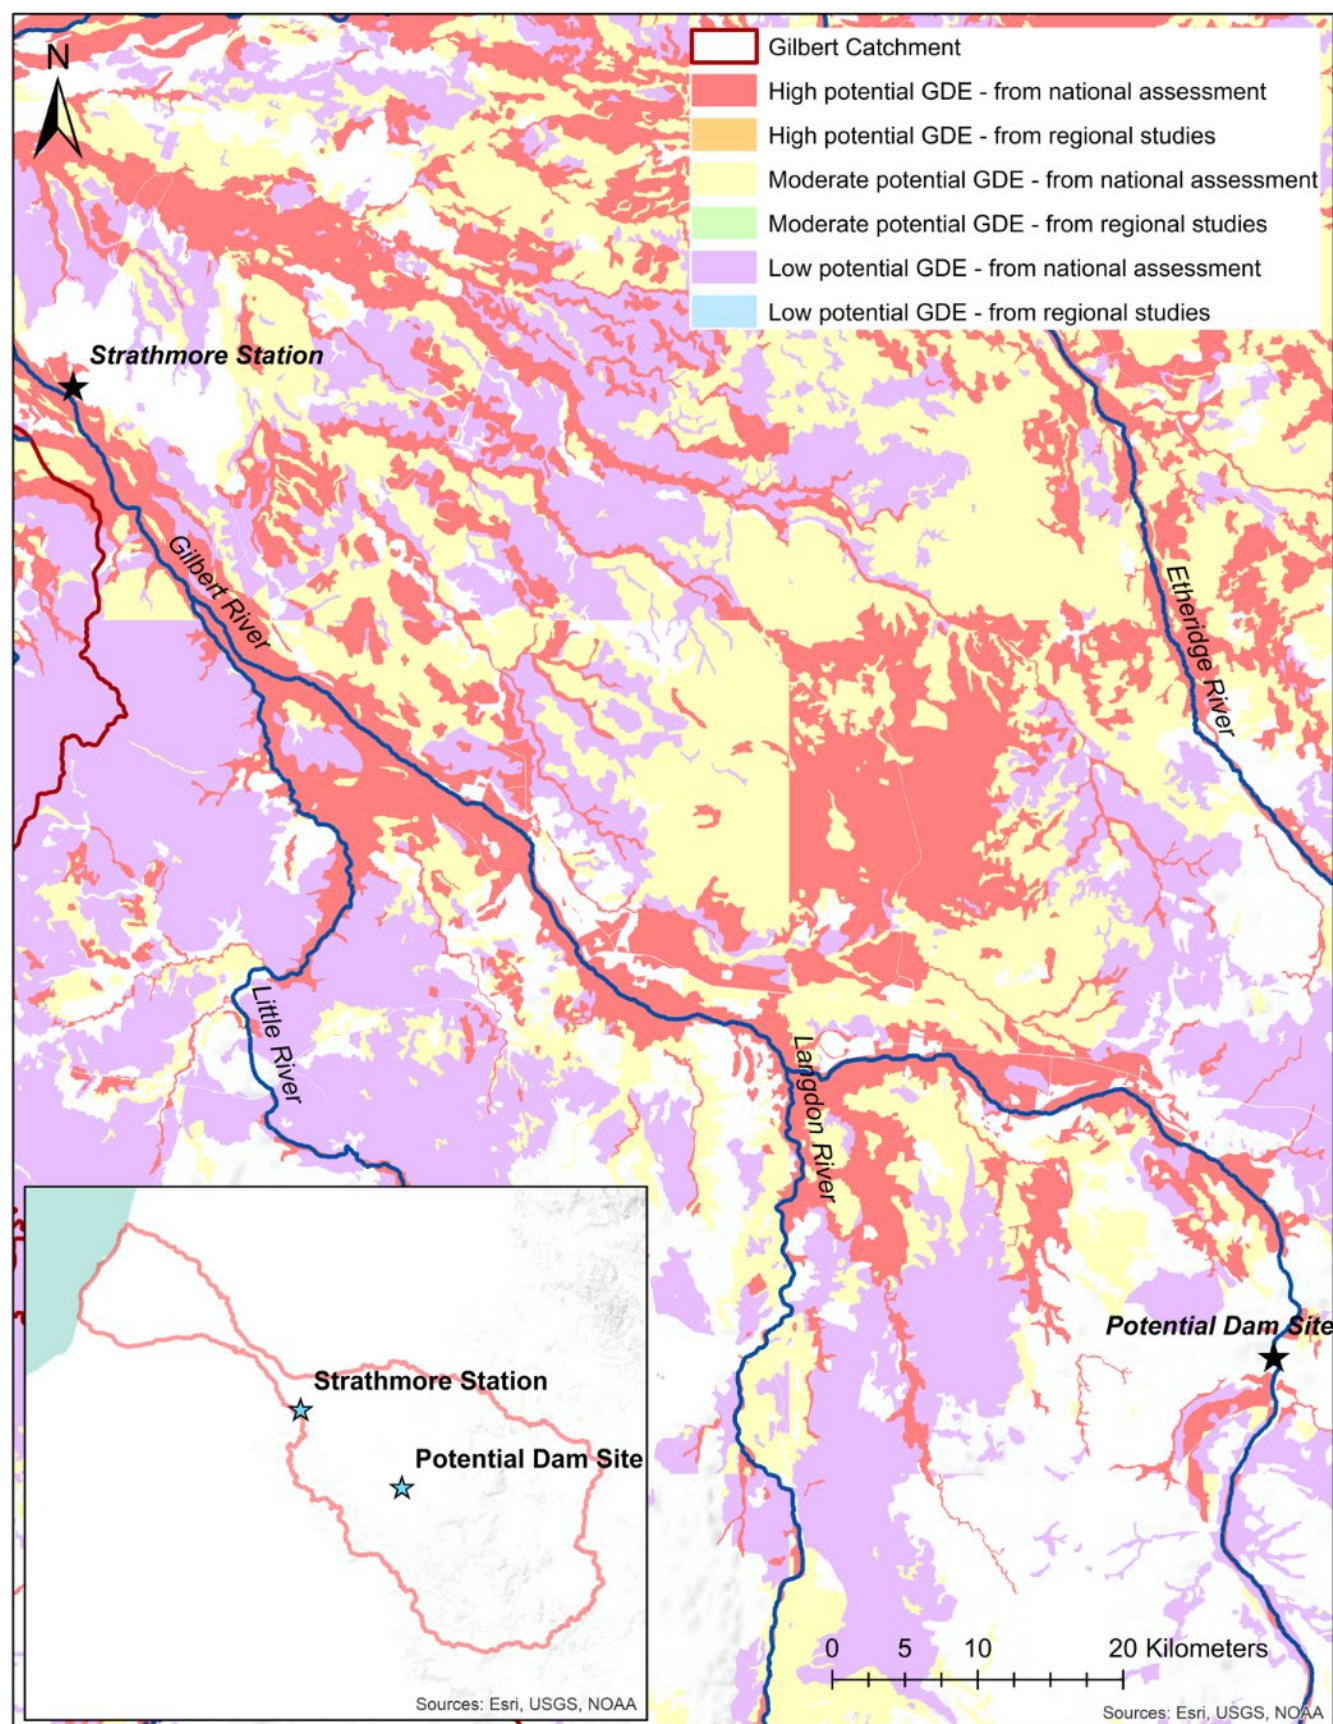 N
Gilbert Catchment
High potential GDE - from national assessment
High potential GDE - from regional studies
Moderate potential GDE - from national assessment
Moderate potential GDE - from regional studies
Low potential GDE - from national assessment
Low potential GDE - from regional studies
Strathmore Station
Gilbert River
Etheridge River
Little River
Langdon River
Potential Dam Site
Strathmore Station
Potential Dam Site
0 5 10 20 Kilometers
Sources: Esri, USGS, NOAA
Sources: Esri, USGS, NOAA